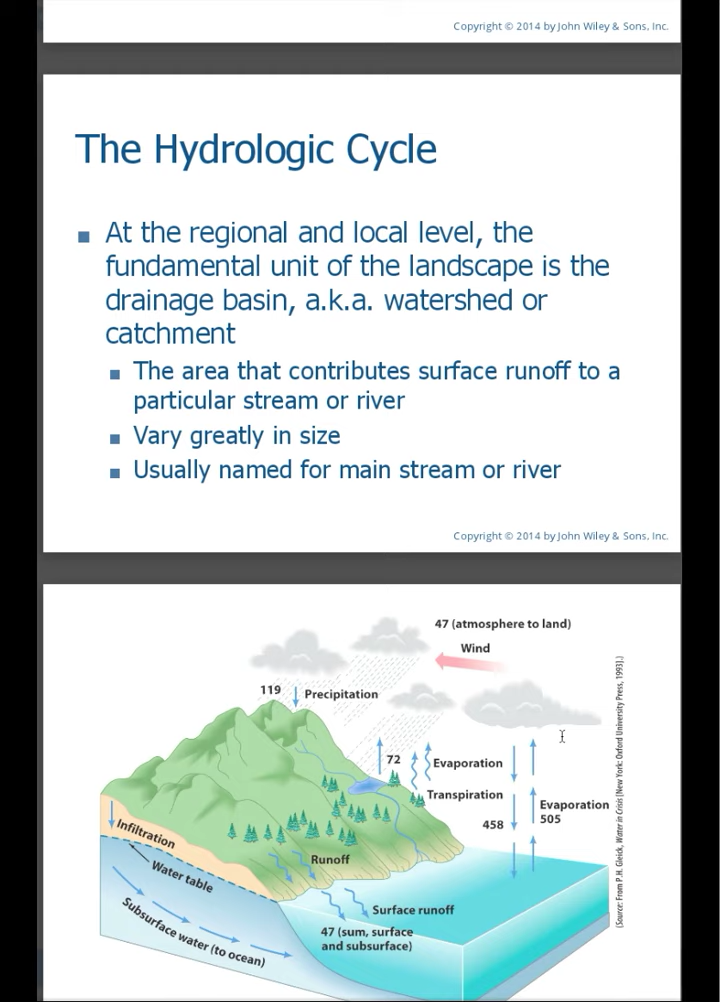 Copyright © 2014 by John Wiley & Sons, Inc.
The Hydrologic Cycle
At the regional and local level, the
fundamental unit of the landscape is the
drainage basin, a.k.a. watershed or
catchment
The area that contributes surface runoff to a
particular stream or river
Vary greatly in size
Usually named for main stream or river
Copyright © 2014 by John Wiley & Sons, Inc.
47 (atmosphere to land)
Wind
119
Precipitation
72
Evaporation
Transpiration
458
Evaporation
505
Infiltration
Water table
Runoff
Subsurface water (to ocean)
Surface runoff
47 (sum, surface
and subsurface)
(Source: From P.H. Gleick, Water in Crisis [New York: Oxford University Press, 1993].)